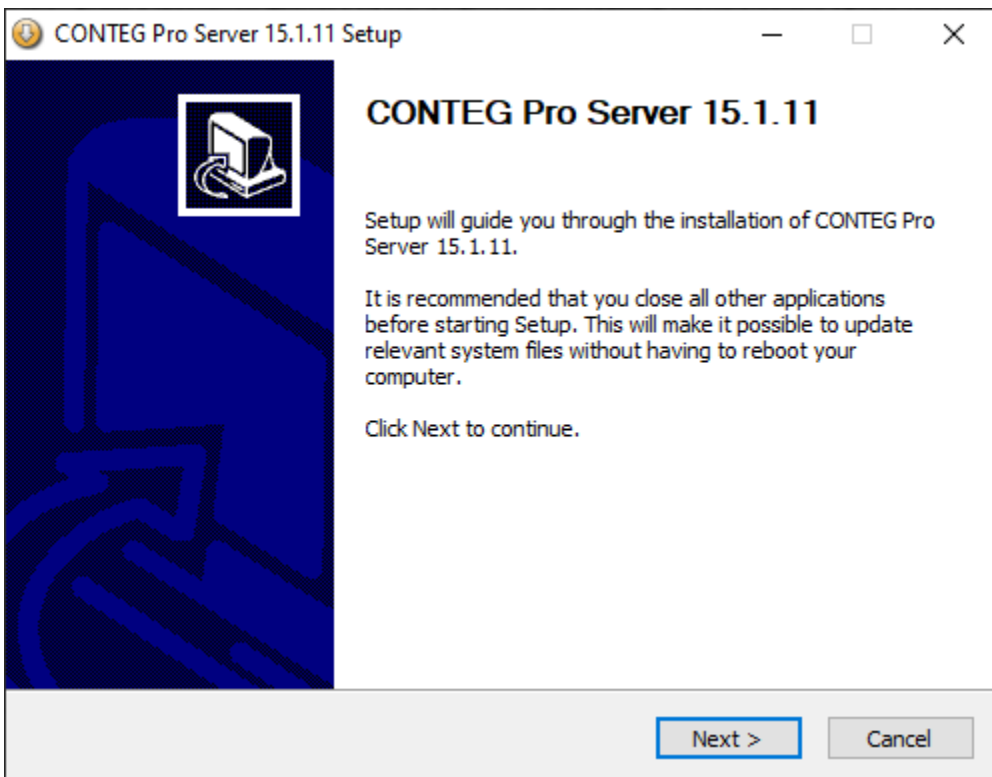 CONTEG Pro Server 15.1.11 Setup
CONTEG Pro Server 15.1.11
Setup will guide you through the installation of CONTEG Pro
Server 15.1.11.
It is recommended that you close all other applications
before starting Setup. This will make it possible to update
relevant system files without having to reboot your
computer.
Click Next to continue.
Next >
Cancel